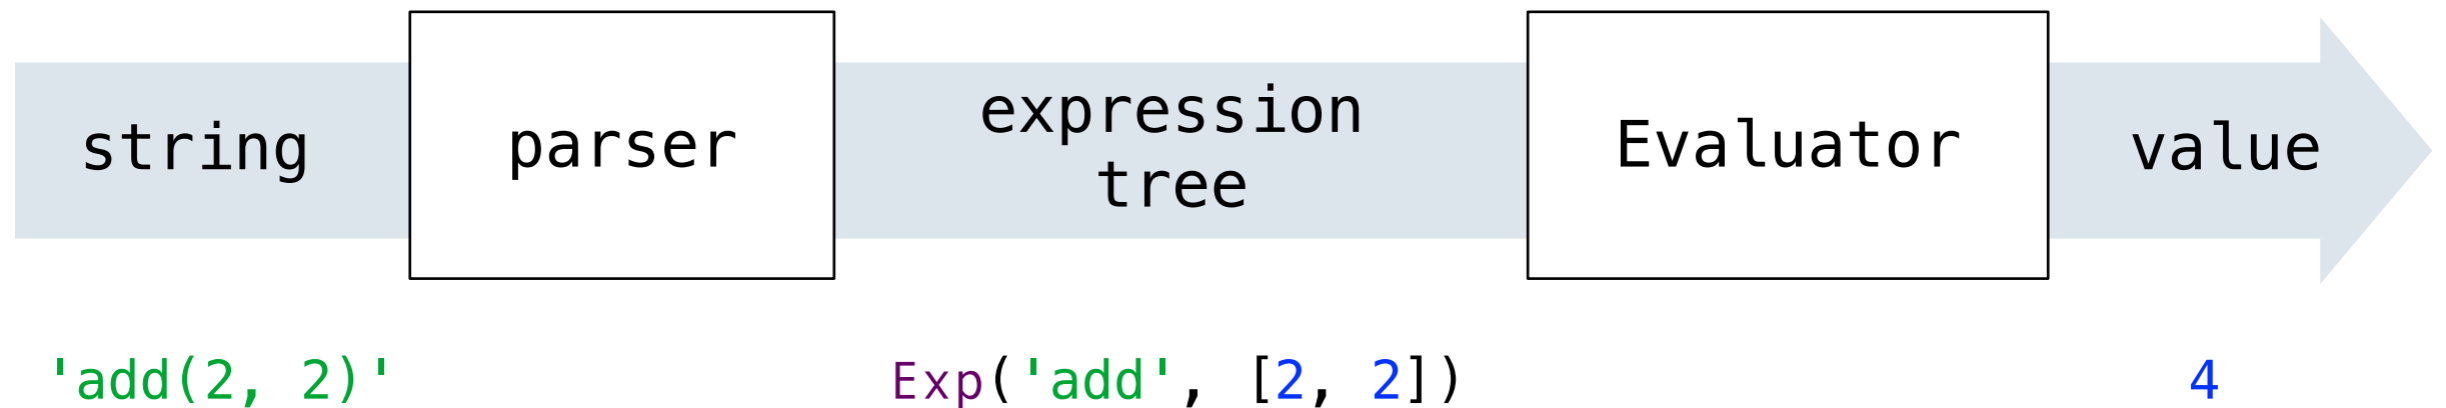 string
parser
expression
tree
Evaluator
value
'add(2, 2)'
Exp('add', [2, 2])
4